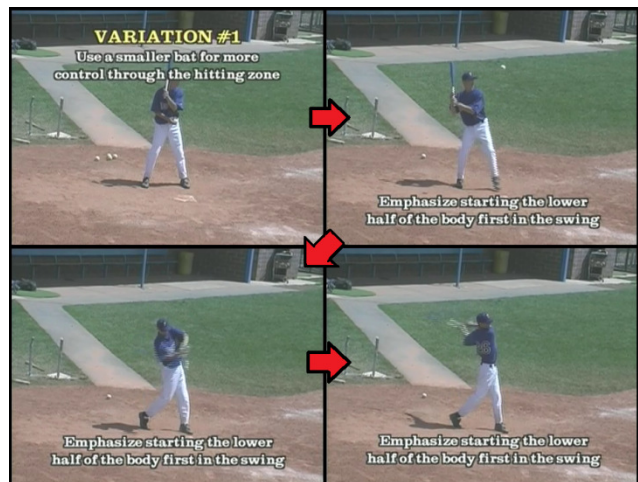 VARIATION #1
Use a smaller bat for more
control through the hitting zone
Emphasize starting the lower
half of the body first in the swing
Emphasize starting the lower
half of the body first in the swing
Emphasize starting the lower
half of the body first in the swing